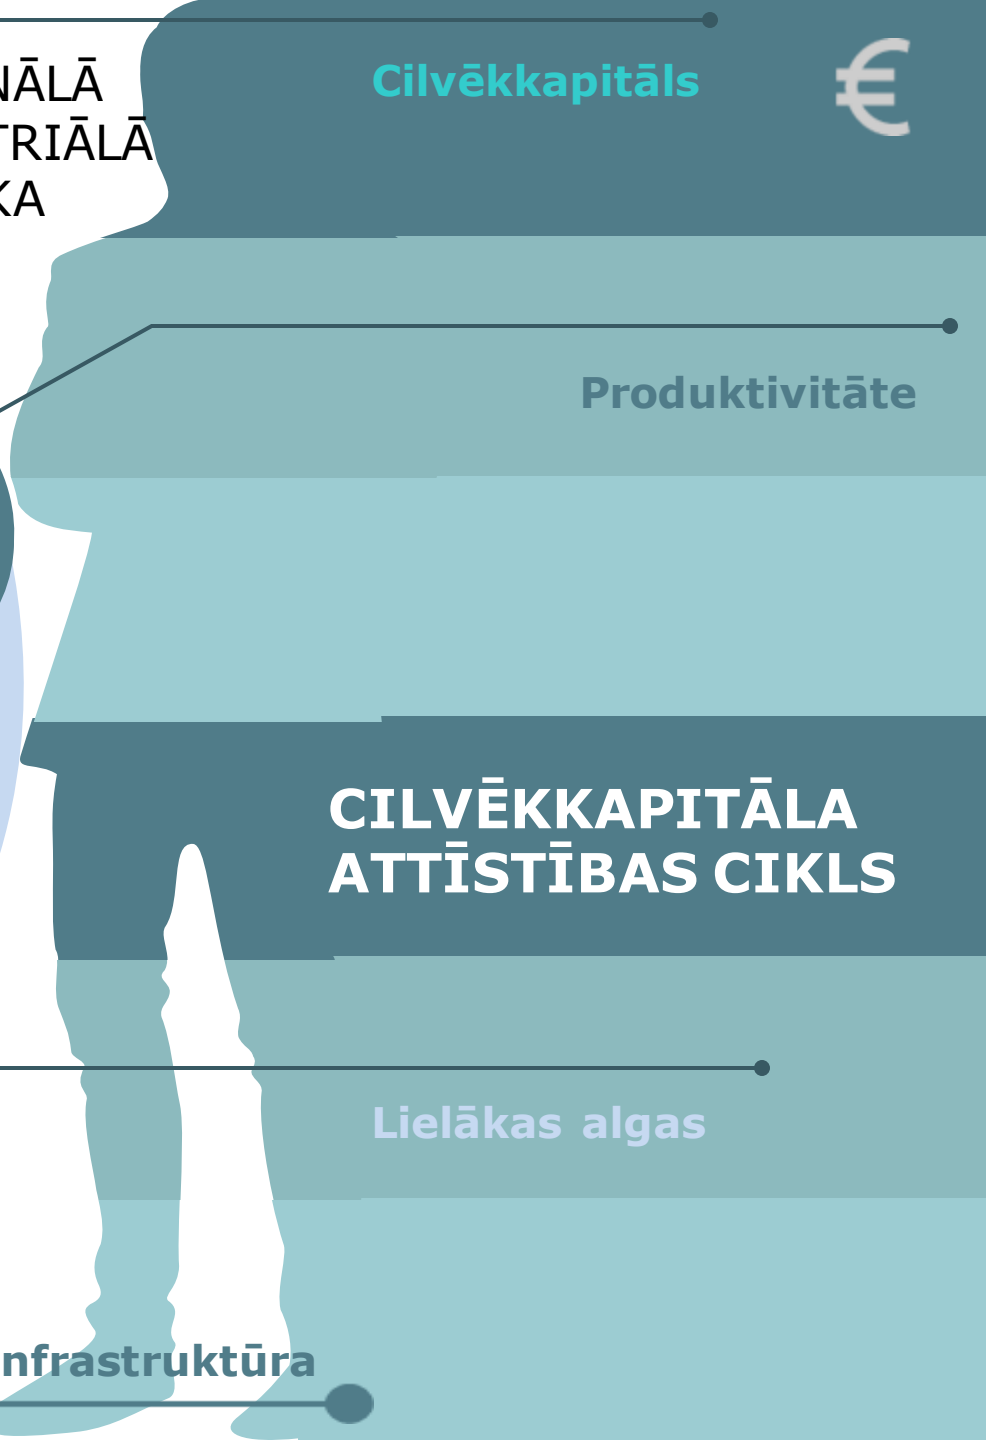 Cilvēkkapitāls
€
NĀLĀ
TRIĀLĀ
KA
Produktivitāte
CILVĒKKAPITĀLA
ATTĪSTĪBAS CIKLS
Lielākas algas
nfrastruktūra